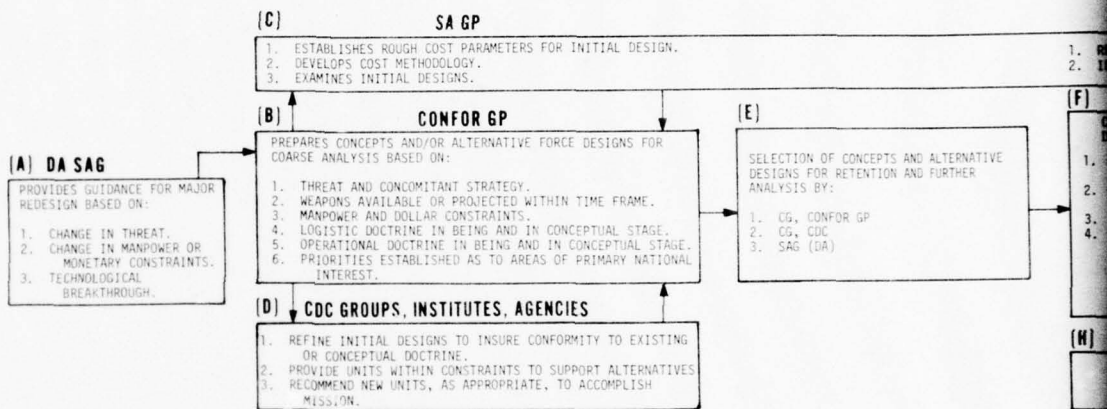 (C) SA GP
1. ESTABLISHES ROUGH COST PARAMETERS FOR INITIAL DESIGN.
2. DEVELOPS COST METHODOLOGY.
3. EXAMINES INITIAL DESIGNS.
1.
2.
(B) CONFOR GP
PREPARES CONCEPTS AND/OR ALTERNATIVE FORCE DESIGNS FOR
COARSE ANALYSIS BASED ON:
1. THREAT AND CONCOMITANT STRATEGY.
2. WEAPONS AVAILABLE OR PROJECTED WITHIN TIME FRAME.
3. MANPOWER AND DOLLAR CONSTRAINTS.
4. LOGISTIC DOCTRINE IN BEING AND IN CONCEPTUAL STAGE.
5. OPERATIONAL DOCTRINE IN BEING AND IN CONCEPTUAL STAGE.
6. PRIORITIES ESTABLISHED AS TO AREAS OF PRIMARY NATIONAL
INTEREST.
(A) DA SAG
PROVIDES GUIDANCE FOR MAJOR
REDESIGN BASED ON:
1. CHANGE IN THREAT.
2. CHANGE IN MANPOWER OR
MONETARY CONSTRAINTS.
3. TECHNOLOGICAL
BREAKTHROUGH.
(D) CDC GROUPS, INSTITUTES, AGENCIES
1. REFINE INITIAL DESIGNS TO INSURE CONFORMITY TO EXISTING
OR CONCEPTUAL DOCTRINE.
2. PROVIDE UNITS WITHIN CONSTRAINTS TO SUPPORT ALTERNATIVES
3. RECOMMEND NEW UNITS, AS APPROPRIATE, TO ACCOMPLISH
MISSION.
(E)
SELECTION OF CONCEPTS AND ALTERNATIVE
DESIGNS FOR RETENTION AND FURTHER
ANALYSIS BY:
1. CG, CONFOR GP
2. CG, CDC
3. SAG (DA)
(F)
1.
2.
3.
4.
(H)